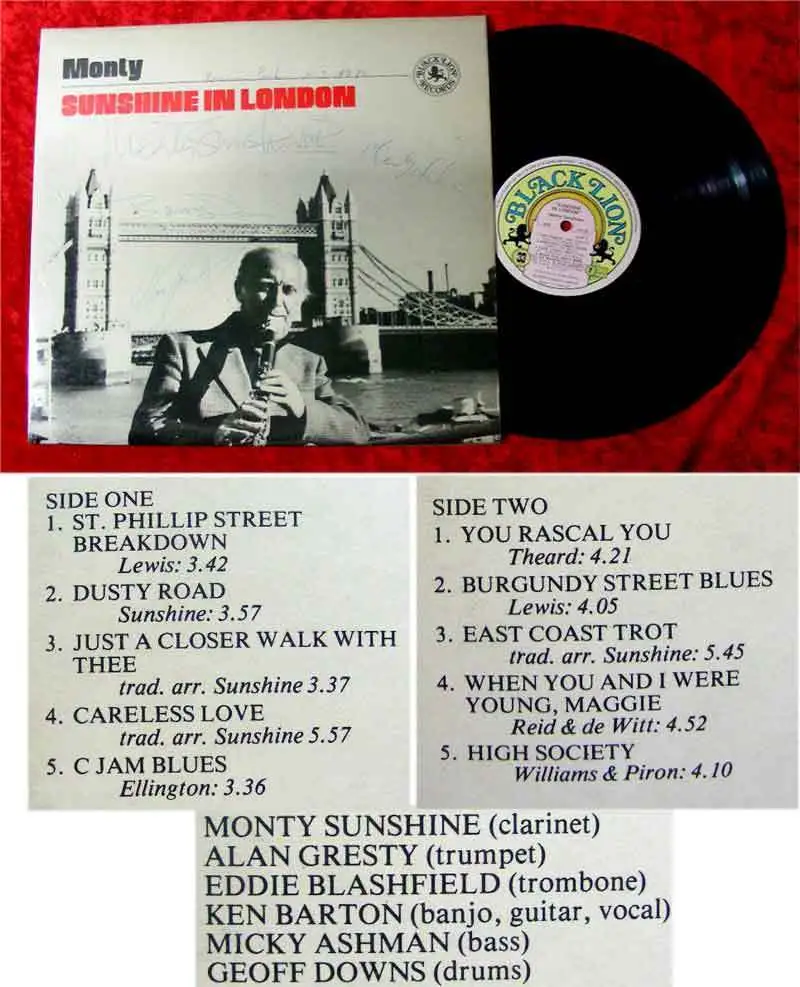 Monty
SUNSHINE IN LONDON
BLACK LION
RECORDS
BLACK LION
33
SIDE ONE
1. ST. PHILLIP STREET
BREAKDOWN
Lewis: 3.42
2. DUSTY ROAD
Sunshine: 3.57
3. JUST A CLOSER WALK WITH
THEE
trad. arr. Sunshine 3.37
4. CARELESS LOVE
trad. arr. Sunshine 5.57
5. C JAM BLUES
Ellington: 3.36
SIDE TWO
1. YOU RASCAL YOU
Theard: 4.21
2. BURGUNDY STREET BLUES
Lewis: 4.05
3. EAST COAST TROT
trad. arr. Sunshine: 5.45
4. WHEN YOU AND I WERE
YOUNG, MAGGIE
Reid & de Witt: 4.52
5. HIGH SOCIETY
Williams & Piron: 4.10
MONTY SUNSHINE (clarinet)
ALAN GRESTY (trumpet)
EDDIE BLASHFIELD (trombone)
KEN BARTON (banjo, guitar, vocal)
MICKY ASHMAN (bass)
GEOFF DOWNS (drums)